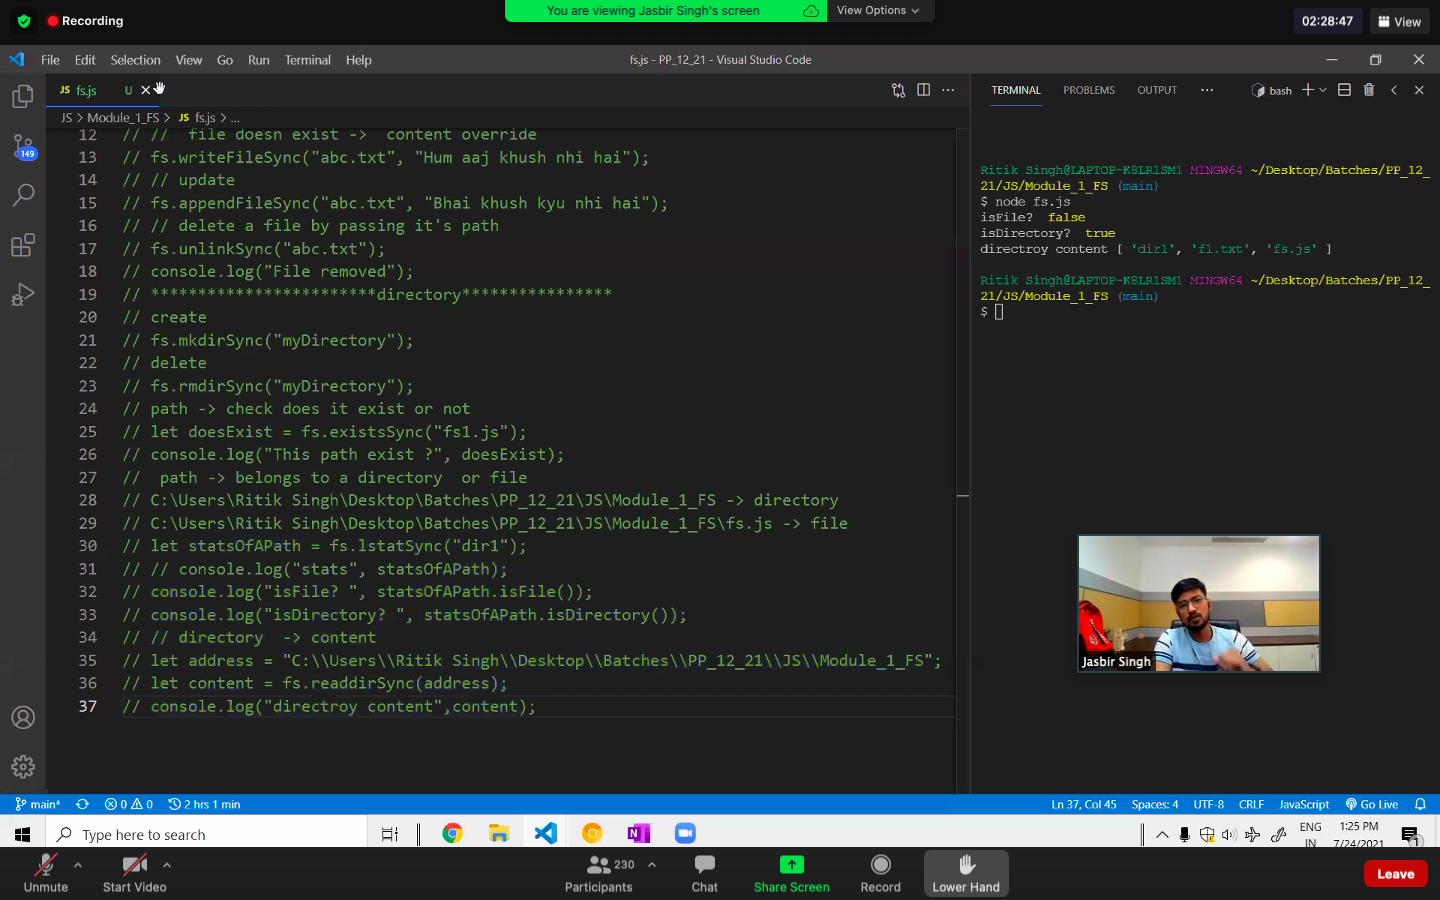 Recording
You are viewing Jasbir Singh's screen
View Options
02:28:47
View
File Edit Selection View Go Run Terminal Help
fs.js - PP_12_21 - Visual Studio Code
JS fs.js U
TERMINAL PROBLEMS OUTPUT ··· bash
JS > Module_1_FS > JS fs.js > ...
12 // // file doesn exist -> content override
13 // fs.writeFileSync("abc.txt", "Hum aaj khush nhi hai");
14 // // update
15 // fs.appendFileSync("abc.txt", "Bhai khush kyu nhi hai");
16 // // delete a file by passing it's path
17 // fs.unlinkSync("abc.txt");
18 // console.log("File removed");
19 // ************************directory****************
20 // create
21 // fs.mkdirSync("myDirectory");
22 // delete
23 // fs.rmdirSync("myDirectory");
24 // path -> check does it exist or not
25 // let doesExist = fs.existsSync("fs1.js");
26 // console.log("This path exist ?", doesExist);
27 // path -> belongs to a directory or file
28 // C:\Users\Ritik Singh\Desktop\Batches\PP_12_21\JS\Module_1_FS -> directory
29 // C:\Users\Ritik Singh\Desktop\Batches\PP_12_21\JS\Module_1_FS\fs.js -> file
30 // let statsOfAPath = fs.lstatSync("dir1");
31 // // console.log("stats", statsOfAPath);
32 // console.log("isFile? ", statsOfAPath.isFile());
33 // console.log("isDirectory? ", statsOfAPath.isDirectory());
34 // // directory -> content
35 // let address = "C:\\Users\\Ritik Singh\\Desktop\\Batches\\PP_12_21\\JS\\Module_1_FS";
36 // let content = fs.readdirSync(address);
37 // console.log("directroy content",content);
Ritik Singh@LAPTOP-K8LR1SM1 MINGW64 ~/Desktop/Batches/PP_12_
21/JS/Module_1_FS (main)
$ node fs.js
isFile? false
isDirectory? true
directroy content [ 'dir1', 'f1.txt', 'fs.js' ]
Ritik Singh@LAPTOP-K8LR1SM1 MINGW64 ~/Desktop/Batches/PP_12_
21/JS/Module_1_FS (main)
$
149
Jasbir Singh
main* 0 0 2 hrs 1 min
Ln 37, Col 45 Spaces: 4 UTF-8 CRLF JavaScript Go Live
Type here to search
ENG
IN
1:25 PM
7/24/2021
1
Unmute
Start Video
230
Participants
Chat
Share Screen
Record
Lower Hand
Leave